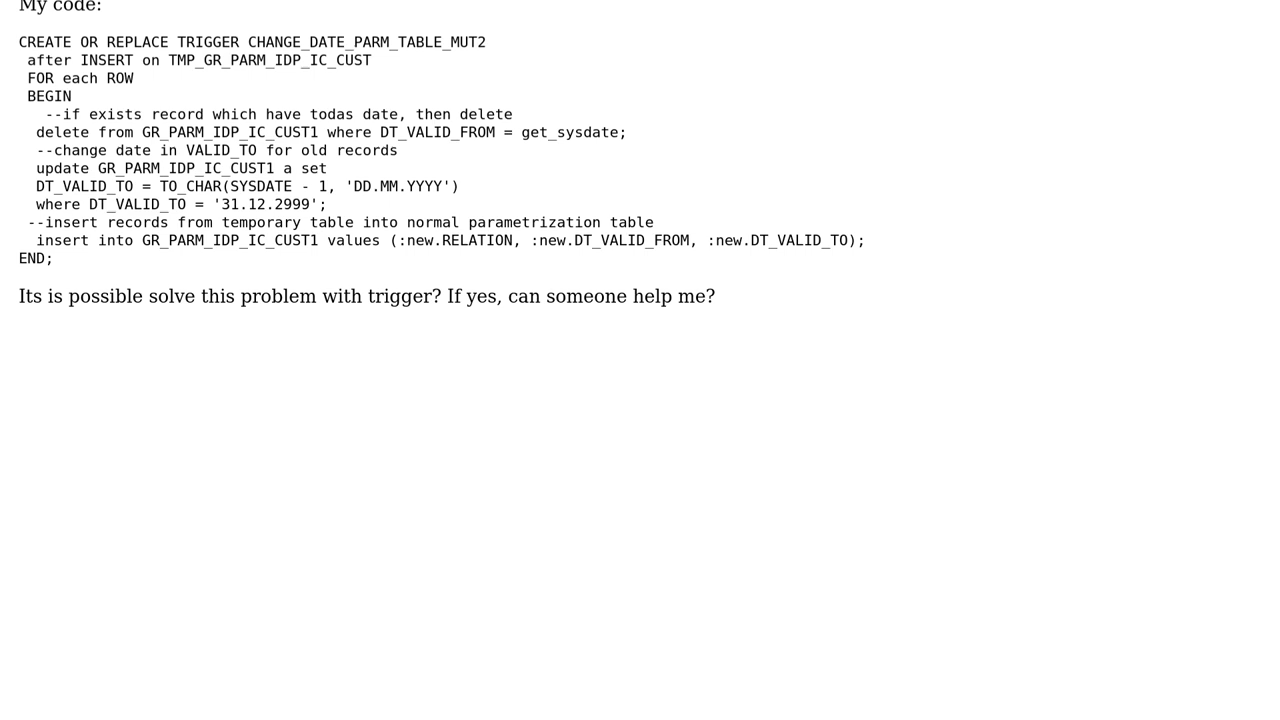 My code:
CREATE OR REPLACE TRIGGER CHANGE_DATE_PARM_TABLE_MUT2
 after INSERT on TMP_GR_PARM_IDP_IC_CUST
 FOR each ROW
 BEGIN
   --if exists record which have todas date, then delete
  delete from GR_PARM_IDP_IC_CUST1 where DT_VALID_FROM = get_sysdate;
  --change date in VALID_TO for old records
  update GR_PARM_IDP_IC_CUST1 a set
  DT_VALID_TO = TO_CHAR(SYSDATE - 1, 'DD.MM.YYYY')
  where DT_VALID_TO = '31.12.2999';
 --insert records from temporary table into normal parametrization table
  insert into GR_PARM_IDP_IC_CUST1 values (:new.RELATION, :new.DT_VALID_FROM, :new.DT_VALID_TO);
END;
Its is possible solve this problem with trigger? If yes, can someone help me?